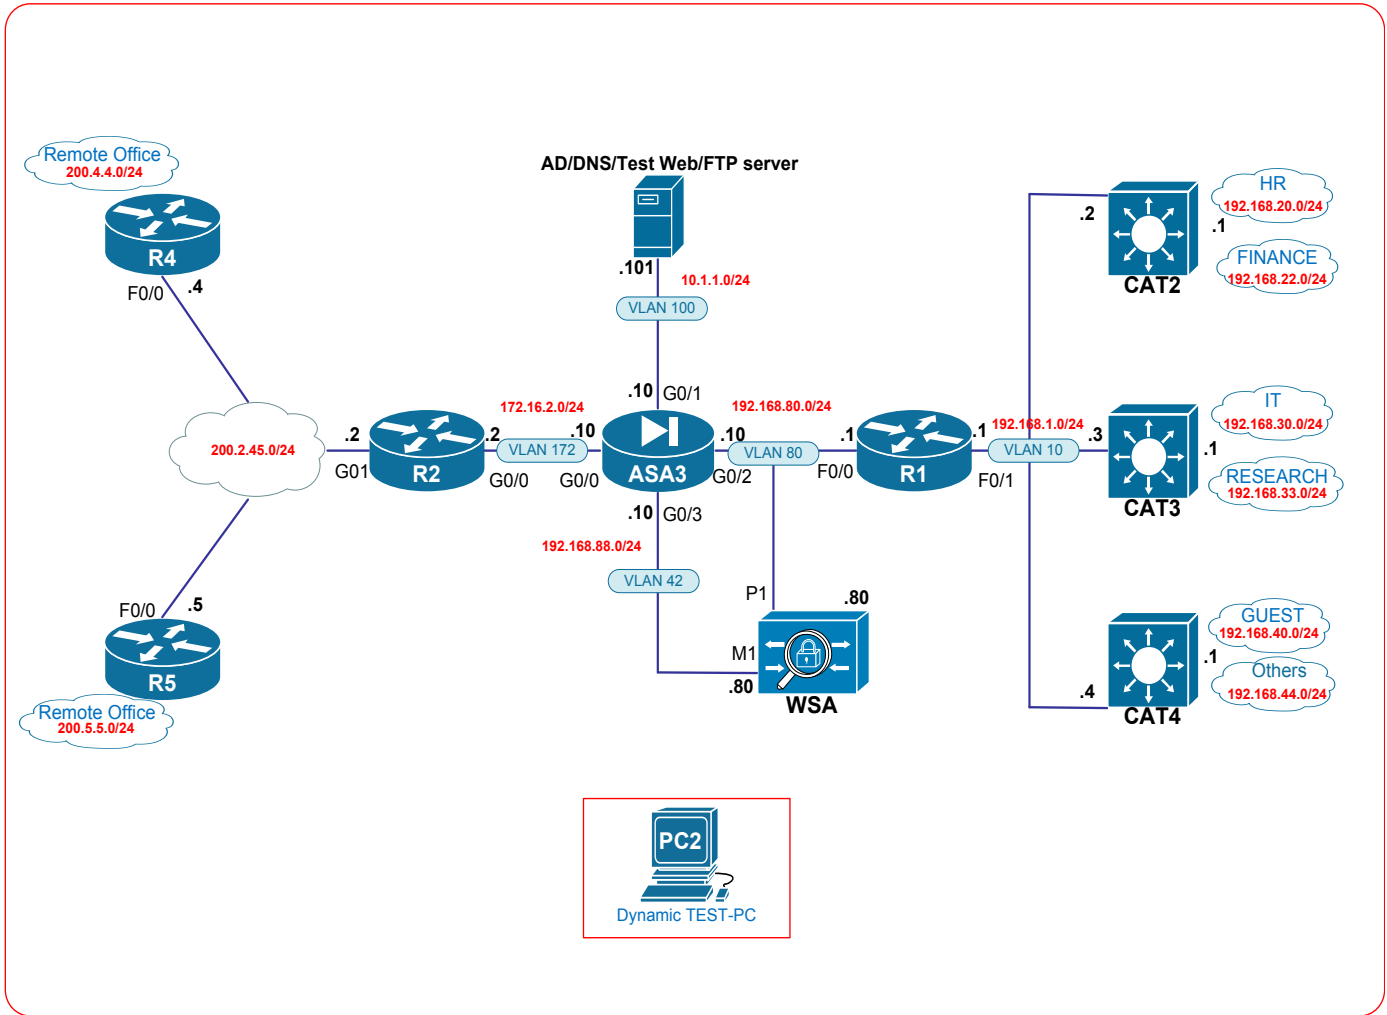 Remote Office
200.4.4.0/24
R4
F0/0
.4
AD/DNS/Test Web/FTP server
.101
10.1.1.0/24
VLAN 100
.10
G0/1
HR
192.168.20.0/24
.2
.1
FINANCE
192.168.22.0/24
CAT2
200.2.45.0/24
.2
G01
R2
.2
G0/0
172.16.2.0/24
VLAN 172
.10
G0/0
ASA3
192.168.80.0/24
.10
G0/2
VLAN 80
.1
F0/0
R1
.1
F0/1
192.168.1.0/24
VLAN 10
.3
IT
192.168.30.0/24
.1
RESEARCH
192.168.33.0/24
CAT3
.10
G0/3
192.168.88.0/24
VLAN 42
P1
.80
M1
.80
WSA
F0/0
.5
R5
Remote Office
200.5.5.0/24
GUEST
192.168.40.0/24
.1
Others
192.168.44.0/24
.4
CAT4
PC2
Dynamic TEST-PC